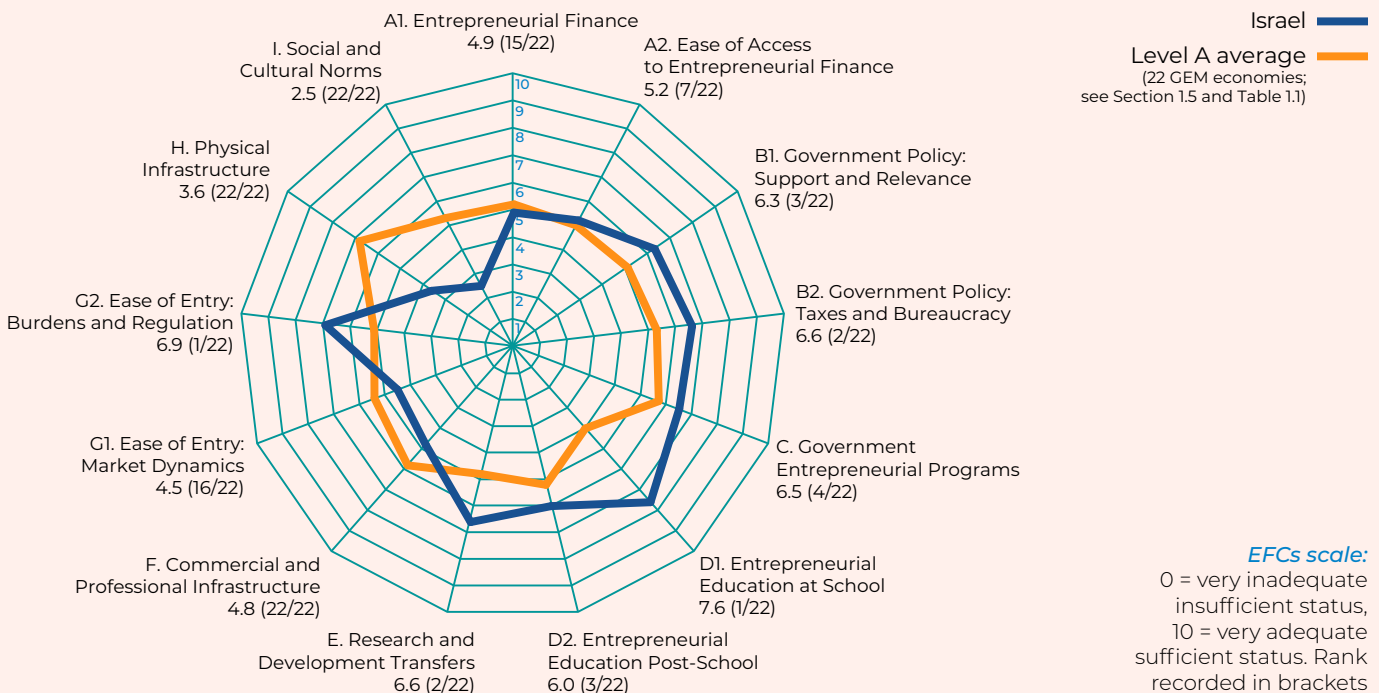 A1. Entrepreneurial Finance
4.9 (15/22)
A2. Ease of Access
to Entrepreneurial Finance
5.2 (7/22)
B1. Government Policy:
Support and Relevance
6.3 (3/22)
B2. Government Policy:
Taxes and Bureaucracy
6.6 (2/22)
C. Government
Entrepreneurial Programs
6.5 (4/22)
D1. Entrepreneurial
Education at School
7.6 (1/22)
D2. Entrepreneurial
Education Post-School
6.0 (3/22)
E. Research and
Development Transfers
6.6 (2/22)
F. Commercial and
Professional Infrastructure
4.8 (22/22)
G1. Ease of Entry:
Market Dynamics
4.5 (16/22)
G2. Ease of Entry:
Burdens and Regulation
6.9 (1/22)
H. Physical
Infrastructure
3.6 (22/22)
I. Social and
Cultural Norms
2.5 (22/22)
10
9
8
7
6
5
4
3
2
1
Israel
Level A average
(22 GEM economies;
see Section 1.5 and Table 1.1)
EFCs scale:
0 = very inadequate
insufficient status,
10 = very adequate
sufficient status. Rank
recorded in brackets